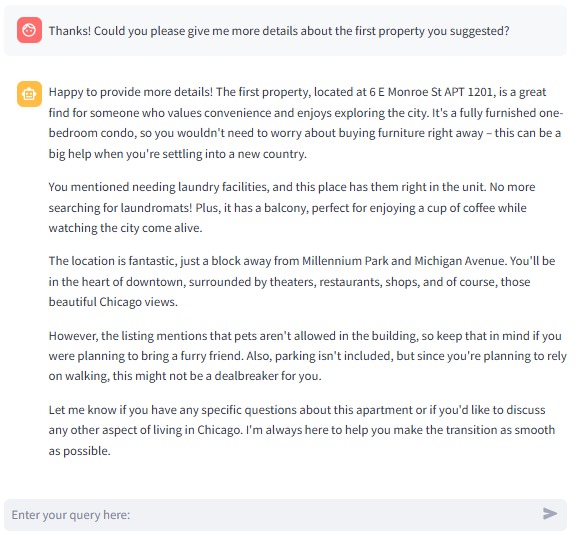 Thanks! Could you please give me more details about the first property you suggested?
Happy to provide more details! The first property, located at 6 E Monroe St APT 1201, is a great
find for someone who values convenience and enjoys exploring the city. It's a fully furnished one-
bedroom condo, so you wouldn't need to worry about buying furniture right away – this can be a
big help when you're settling into a new country.
You mentioned needing laundry facilities, and this place has them right in the unit. No more
searching for laundromats! Plus, it has a balcony, perfect for enjoying a cup of coffee while
watching the city come alive.
The location is fantastic, just a block away from Millennium Park and Michigan Avenue. You'll be
in the heart of downtown, surrounded by theaters, restaurants, shops, and of course, those
beautiful Chicago views.
However, the listing mentions that pets aren't allowed in the building, so keep that in mind if you
were planning to bring a furry friend. Also, parking isn't included, but since you're planning to rely
on walking, this might not be a dealbreaker for you.
Let me know if you have any specific questions about this apartment or if you'd like to discuss
any other aspect of living in Chicago. I'm always here to help you make the transition as smooth
as possible.
Enter your query here: